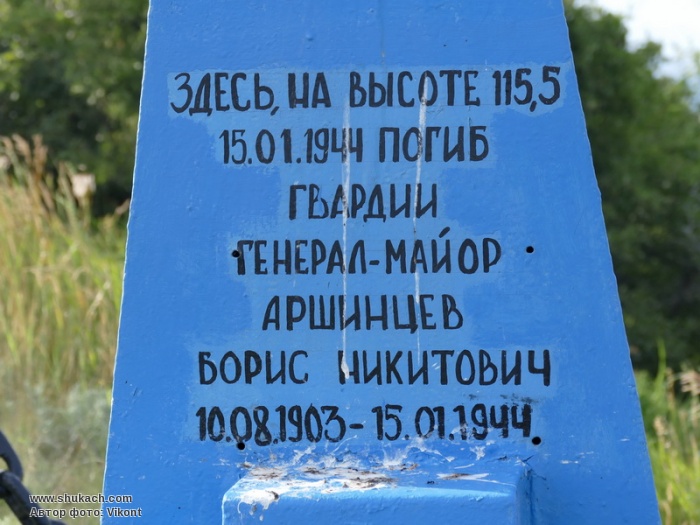 ЗДЕСЬ, НА ВЫСОТЕ 115,5
15.01.1944 ПОГИБ
ГВАРДИИ
ГЕНЕРАЛ-МАЙОР
АРШИНЦЕВ
БОРИС НИКИТОВИЧ
10.08.1903-15.01.1944.
www.shukach.com
Автор фото: Vikont